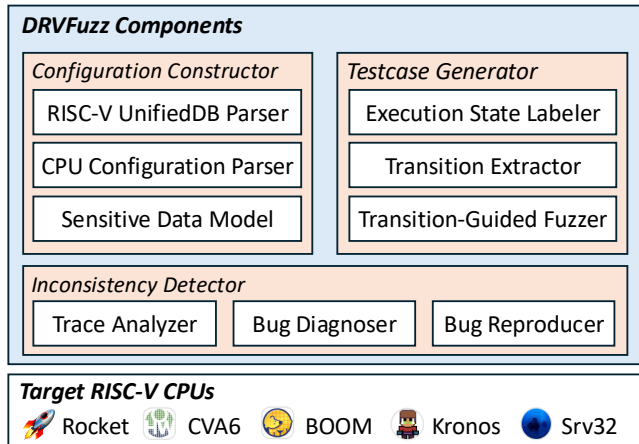 DRVFuzz Components
Configuration Constructor
RISC-V UnifiedDB Parser
CPU Configuration Parser
Sensitive Data Model
Testcase Generator
Execution State Labeler
Transition Extractor
Transition-Guided Fuzzer
Inconsistency Detector
Trace Analyzer
Bug Diagnoser
Bug Reproducer
Target RISC-V CPUs
Rocket CVA6 BOOM Kronos Srv32